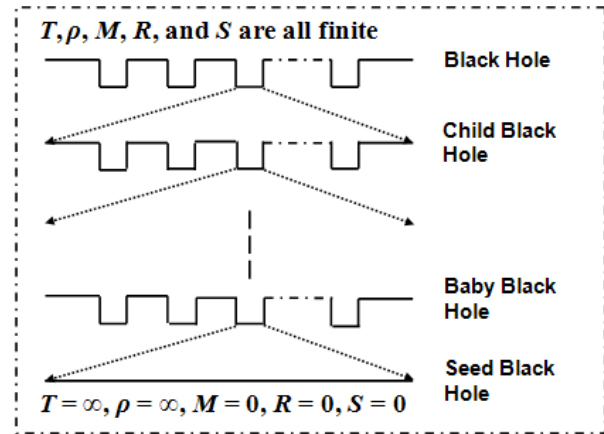 T, ρ, M, R, and S are all finite
Black Hole
Child Black
Hole
Baby Black
Hole
Seed Black
Hole
T = ∞, ρ = ∞, M = 0, R = 0, S = 0